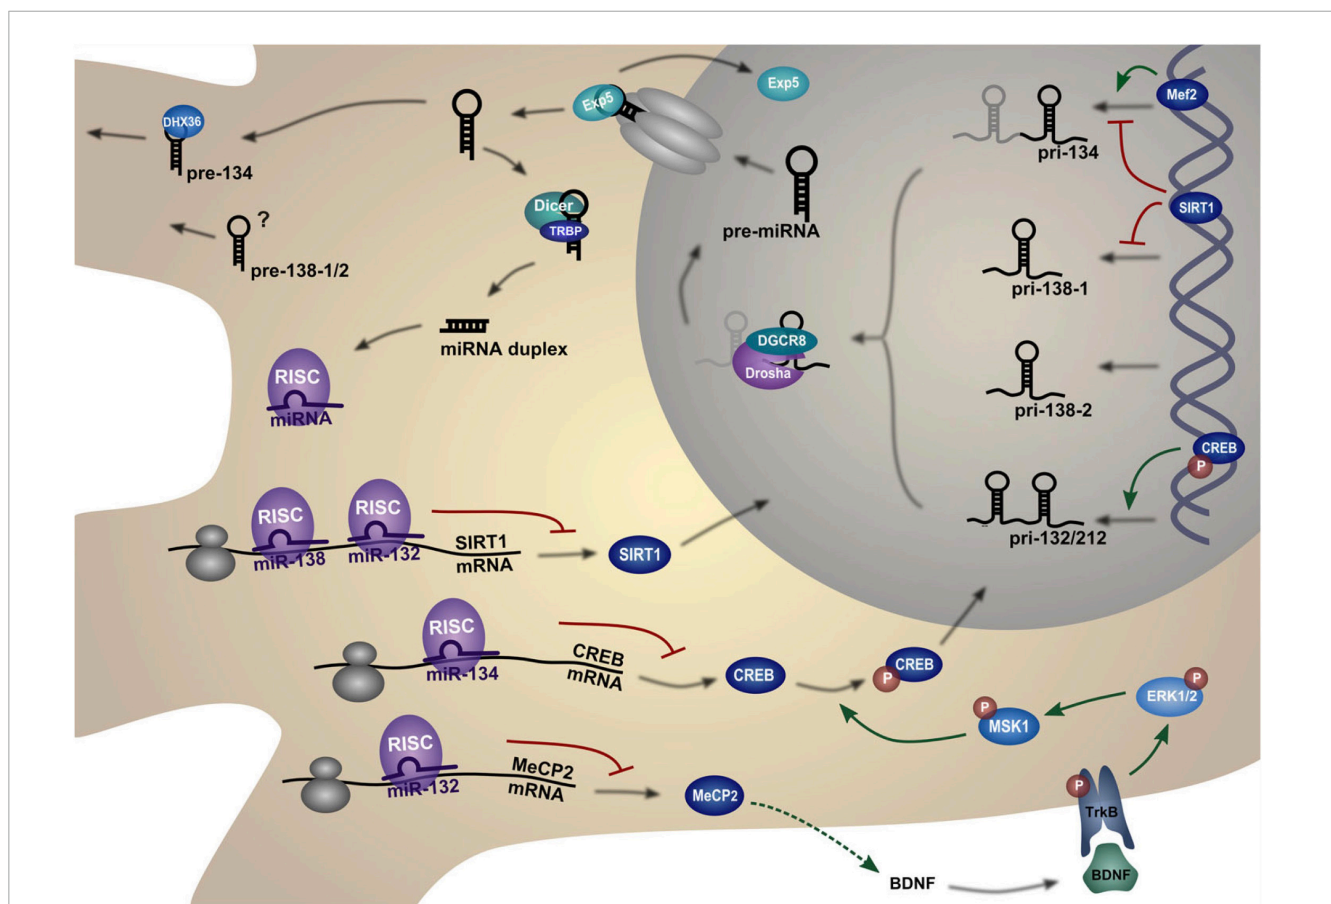 Exp5
Exp5
Mef2
DHX36
pri-134
pre-134
Dicer
TRBP
SIRT1
?
pre-miRNA
pre-138-1/2
pri-138-1
miRNA duplex
DGCR8
Drosha
RISC
miRNA
pri-138-2
CREB
P
RISC
RISC
pri-132/212
SIRT1
mRNA
miR-138
miR-132
SIRT1
RISC
CREB
mRNA
miR-134
CREB
CREB
P
P
ERK1/2
P
MSK1
RISC
MeCP2
mRNA
miR-132
MeCP2
P
TrkB
BDNF
BDNF